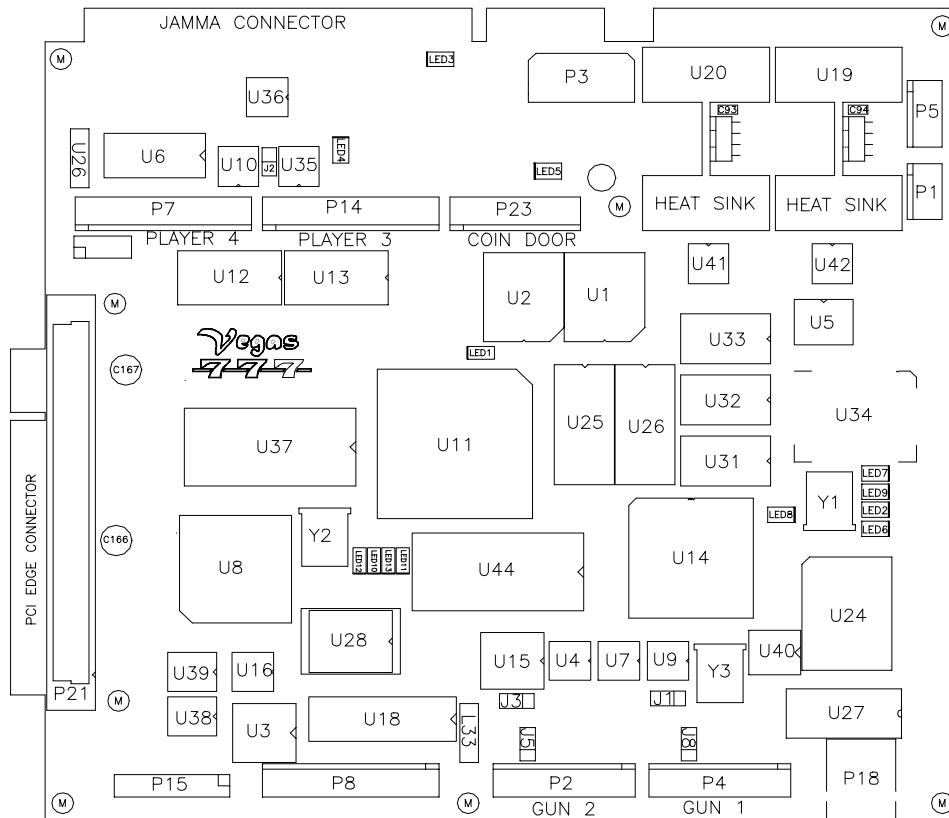 JAMMA CONNECTOR
M
M
LED3
P3
U20
U19
C93
C94
P5
U36
U26
U6
U10
J2
U35
LED4
LED5
M
HEAT SINK
HEAT SINK
P1
P7
P14
P23
PLAYER 4
PLAYER 3
COIN DOOR
U12
U13
U2
U1
U41
U42
M
U5
Vegas
777
LED1
U33
C167
U25
U26
U32
U34
U37
U11
U31
LED7
LED9
LED2
LED6
Y1
LED8
PCI EDGE CONNECTOR
C166
U8
Y2
LED12
LED10
LED13
LED11
U44
U14
U24
U28
U39
U16
U15
U4
U7
U9
Y3
U40
P21
M
J3
J1
U38
U3
U18
L33
J5
J8
U27
P15
P8
P2
P4
P18
M
M
GUN 2
GUN 1
M